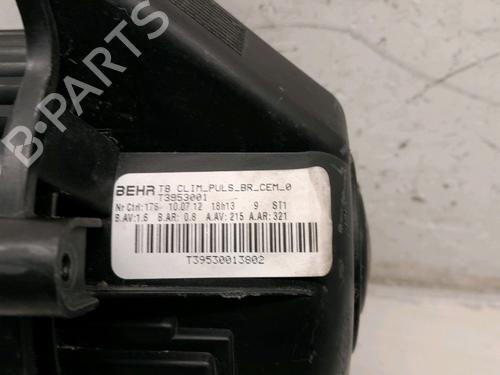 BEHR T8 CLIM_PULS_BR_CEM_0
T3953001
Nr Ctrl:175- 10.07.12 18h13 9 ST1
B.AV:1.6 B.AR: 0.8 A.AV: 215 A.AR:321
T39530013802
B-PARTS